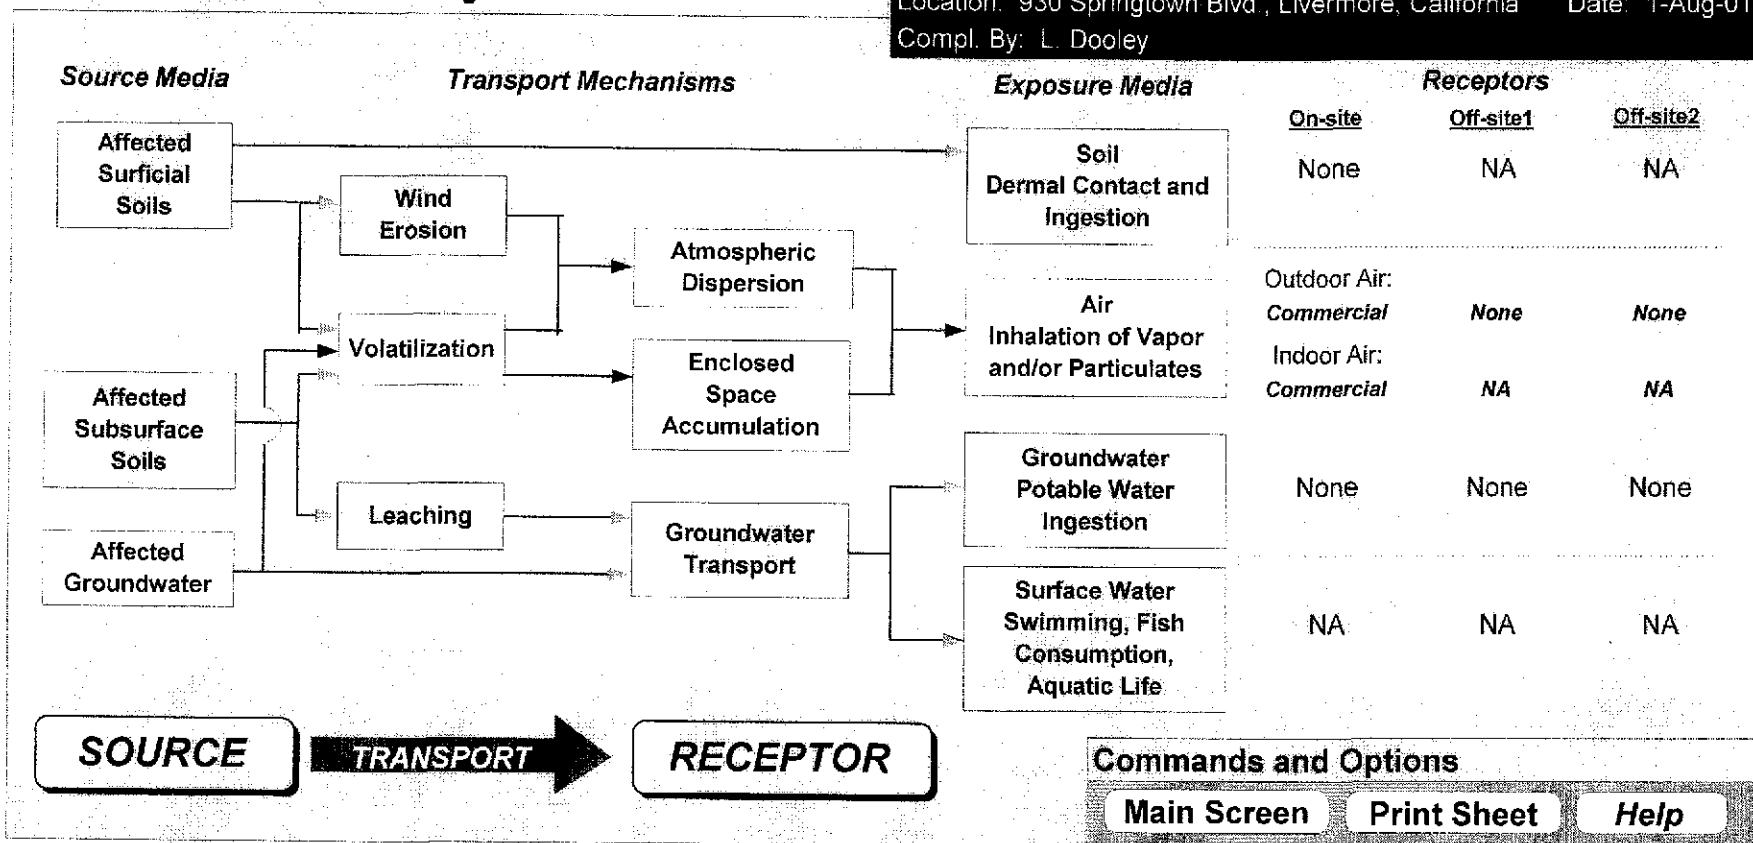 Location: 930 Springtown Blvd., Livermore, California Date: 1-Aug-01
Compl. By: L. Dooley
Source Media
Transport Mechanisms
Exposure Media
Receptors
On-site Off-site1 Off-site2
Affected
Surficial
Soils
Wind
Erosion
Atmospheric
Dispersion
Volatilization
Enclosed
Space
Accumulation
Affected
Subsurface
Soils
Leaching
Groundwater
Transport
Affected
Groundwater
Soil
Dermal Contact and
Ingestion
None NA NA
Air
Inhalation of Vapor
and/or Particulates
Outdoor Air:
Commercial None None
Indoor Air:
Commercial NA NA
Groundwater
Potable Water
Ingestion
None None None
Surface Water
Swimming, Fish
Consumption,
Aquatic Life
NA NA NA
SOURCE
TRANSPORT
RECEPTOR
Commands and Options
Main Screen Print Sheet Help